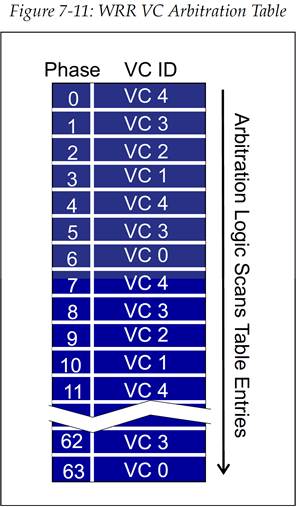 Figure 7-11: WRR VC Arbitration Table
Phase VC ID
0 VC 4
1 VC 3
2 VC 2
3 VC 1
4 VC 4
5 VC 3
6 VC 0
7 VC 4
8 VC 3
9 VC 2
10 VC 1
11 VC 4
62 VC 3
63 VC 0
Arbitration Logic Scans Table Entries